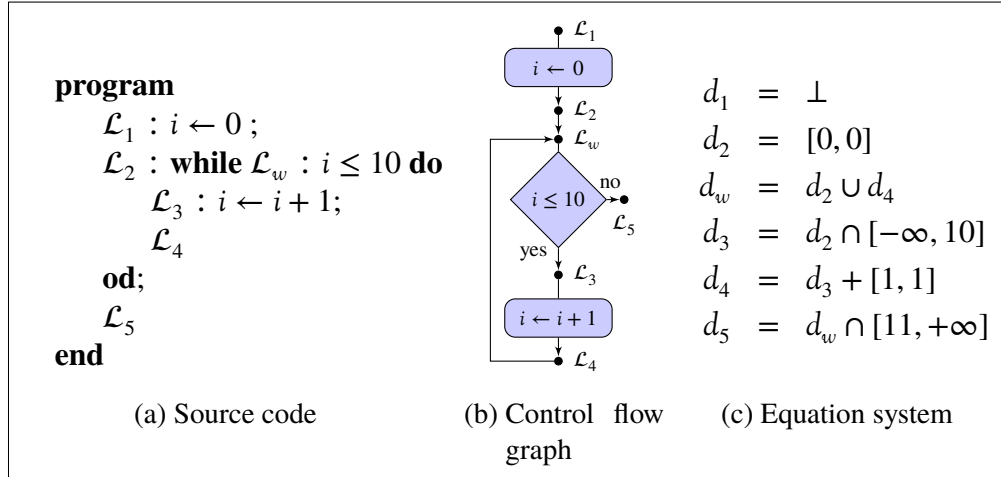 program
ℒ₁ : i ← 0 ;
ℒ₂ : while ℒ_w : i ≤ 10 do
ℒ₃ : i ← i + 1;
ℒ₄
od;
ℒ₅
end
(a) Source code
ℒ₁
i ← 0
ℒ₂
ℒ_w
i ≤ 10
no
ℒ₅
yes
ℒ₃
i ← i + 1
ℒ₄
(b) Control flow
graph
d₁ = ⊥
d₂ = [0, 0]
d_w = d₂ ∪ d₄
d₃ = d₂ ∩ [−∞, 10]
d₄ = d₃ + [1, 1]
d₅ = d_w ∩ [11, +∞]
(c) Equation system